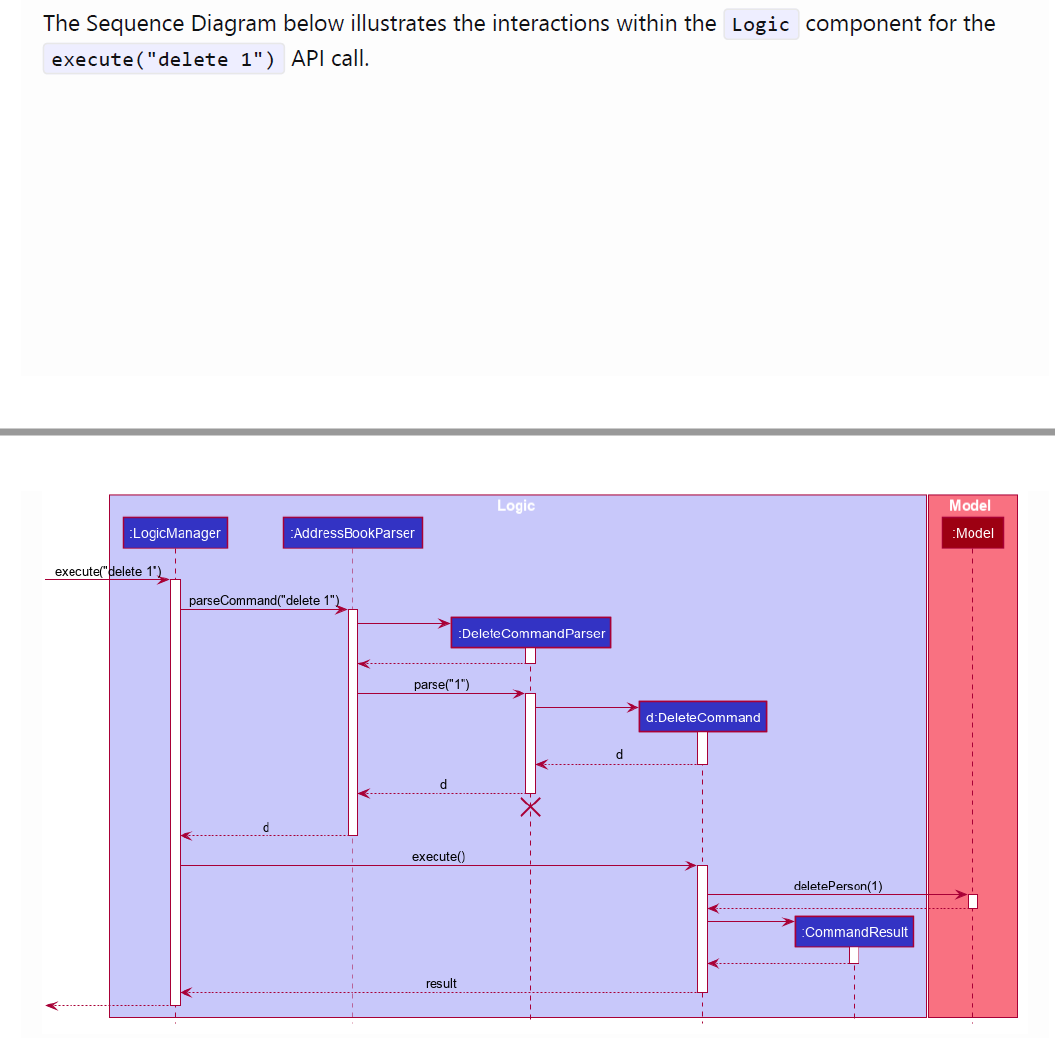 The Sequence Diagram below illustrates the interactions within the Logic component for the
execute("delete 1") API call.
Logic
Model
:LogicManager
:AddressBookParser
:Model
execute("delete 1")
parseCommand("delete 1")
:DeleteCommandParser
parse("1")
d:DeleteCommand
d
d
d
execute()
deletePerson(1)
:CommandResult
result